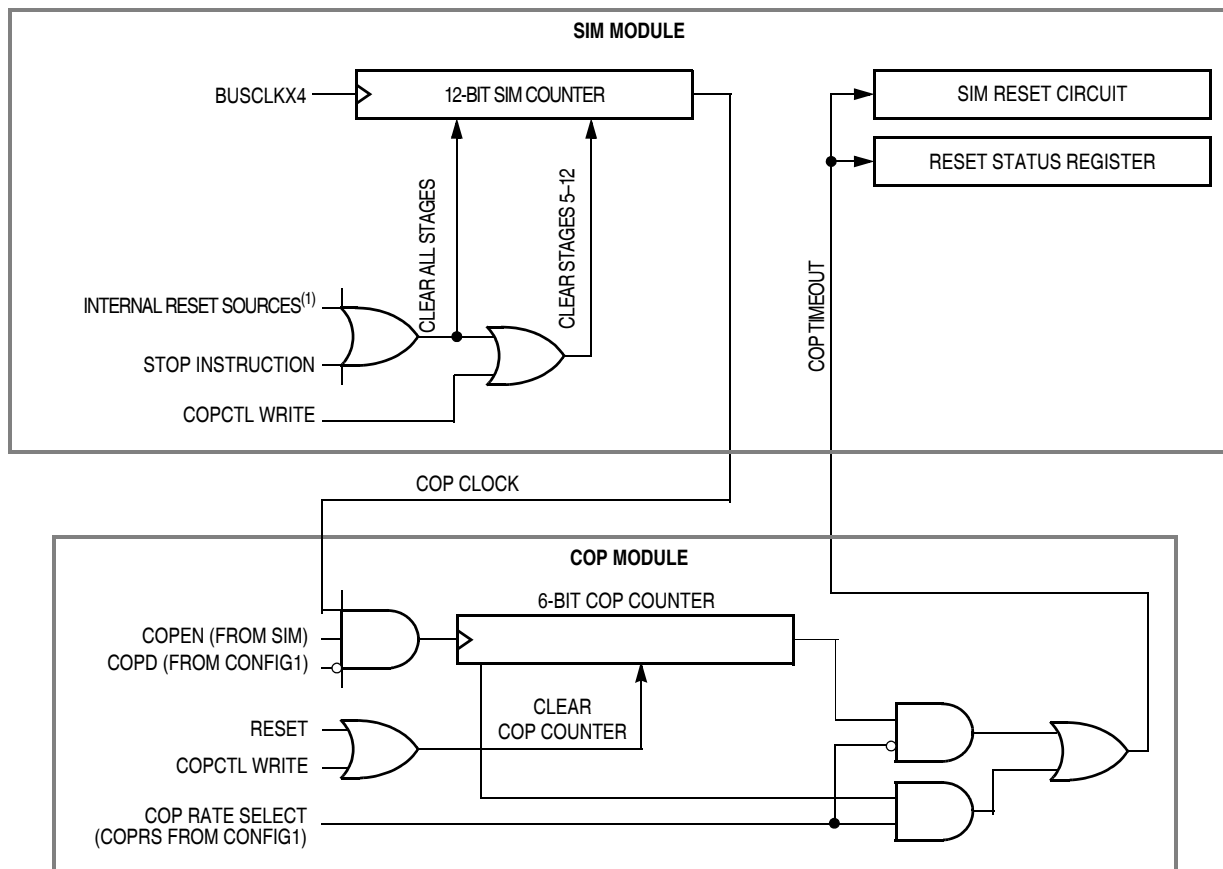 SIM MODULE
BUSCLKX4
12-BIT SIM COUNTER
SIM RESET CIRCUIT
RESET STATUS REGISTER
CLEAR ALL STAGES
CLEAR STAGES 5–12
COP TIMEOUT
INTERNAL RESET SOURCES(1)
STOP INSTRUCTION
COPCTL WRITE
COP CLOCK
COP MODULE
6-BIT COP COUNTER
COPEN (FROM SIM)
COPD (FROM CONFIG1)
CLEAR
COP COUNTER
RESET
COPCTL WRITE
COP RATE SELECT
(COPRS FROM CONFIG1)